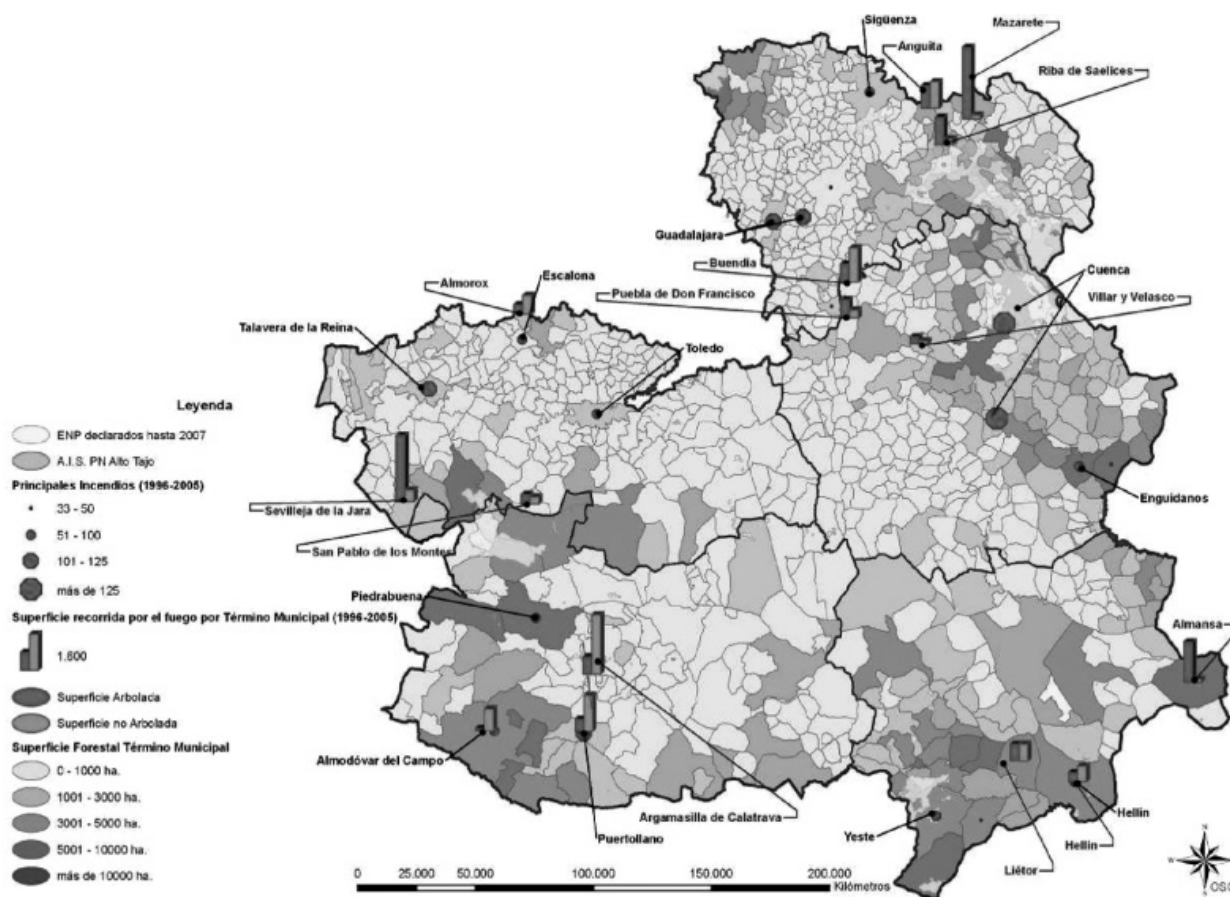 Sigüenza
Mazarete
Anguita
Riba de Saelices
Guadalajara
Buendía
Escalona
Cuenca
Almorox
Puebla de Don Francisco
Villar y Velasco
Talavera de la Reina
Toledo
Leyenda
ENP declarados hasta 2007
A.I.S. PN Alto Tajo
Principales Incendios (1996-2005)
33 - 50
51 - 100
101 - 125
más de 125
Enguídanos
Sevilleja de la Jara
San Pablo de los Montes
Piedrabuena
Superficie recorrida por el fuego por Término Municipal (1996-2005)
1.600
Superficie Arbolada
Superficie no Arbolada
Superficie Forestal Término Municipal
0 - 1000 ha.
1001 - 3000 ha.
3001 - 5000 ha.
5001 - 10000 ha.
más de 10000 ha.
Almansa
Almodóvar del Campo
Argamasilla de Calatrava
Puertollano
Hellín
Yeste
Hellín
Liétor
0 25.000 50.000 100.000 150.000 200.000
Kilómetros
N
W
S